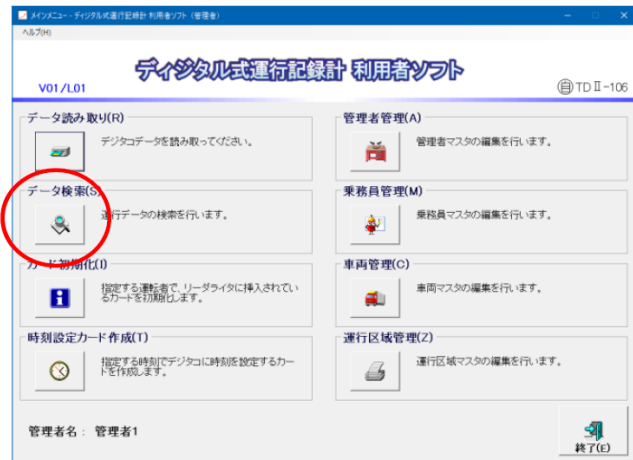 メインメニュー - ディジタル式運行記録計 利用者ソフト (管理者)
ヘルプ(H)
ディジタル式運行記録計 利用者ソフト
V01/L01
自 TDⅡ-106
データ読み取り(R)
デジタコデータを読み取ってください。
管理者管理(A)
管理者マスタの編集を行います。
データ検索(S)
運行データの検索を行います。
乗務員管理(M)
乗務員マスタの編集を行います。
カード初期化(I)
指定する運転者で、リーダライタに挿入されてい
るカードを初期化します。
車両管理(C)
車両マスタの編集を行います。
時刻設定カード作成(T)
指定する時刻でデジタコに時刻を設定するカー
ドを作成します。
運行区域管理(Z)
運行区域マスタの編集を行います。
管理者名 : 管理者1
終了(E)